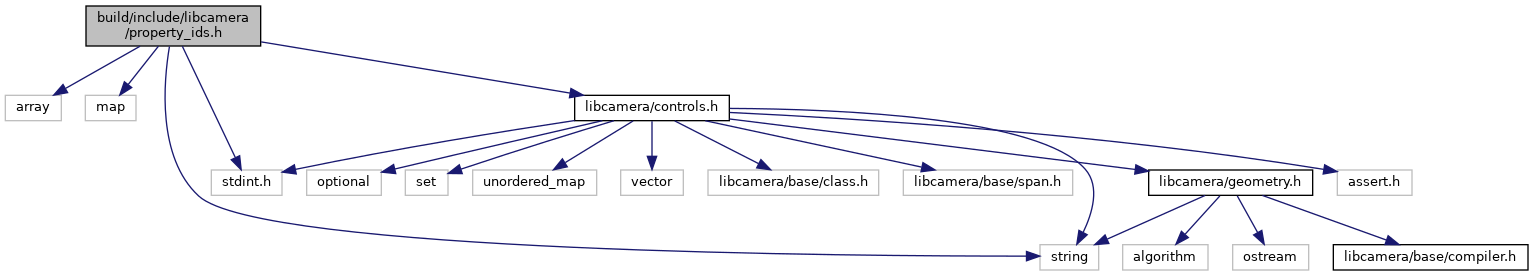 build/include/libcamera
/property_ids.h
array
map
libcamera/controls.h
stdint.h
optional
set
unordered_map
vector
libcamera/base/class.h
libcamera/base/span.h
libcamera/geometry.h
assert.h
string
algorithm
ostream
libcamera/base/compiler.h